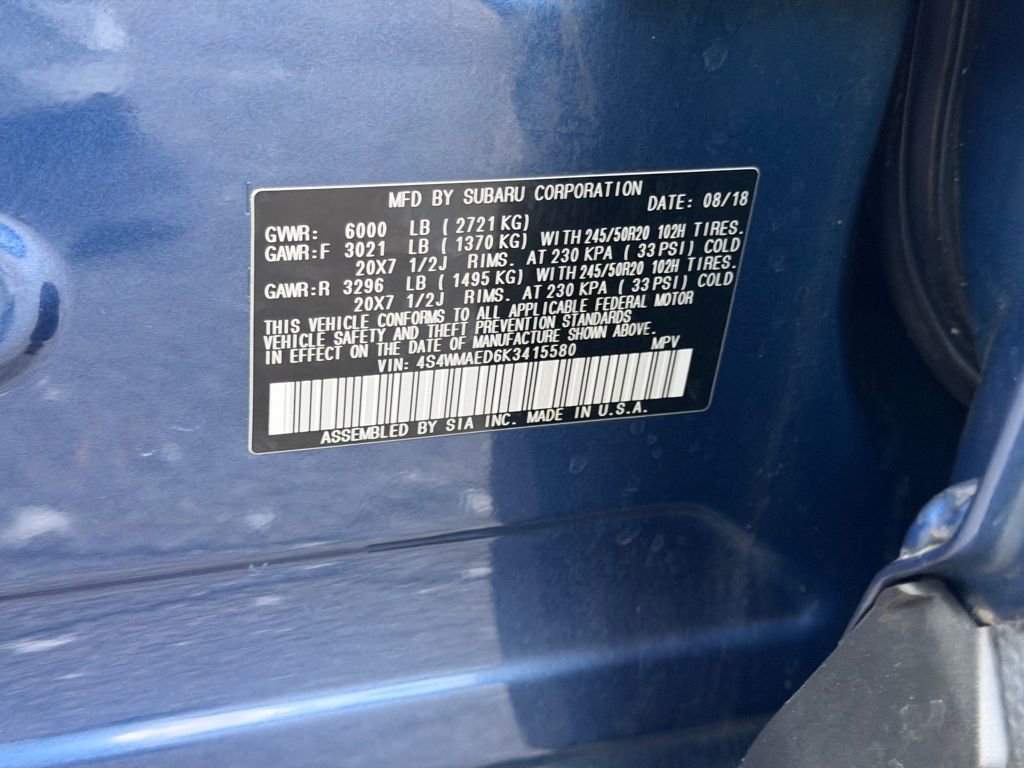 MFD BY SUBARU CORPORATION DATE: 08/18
GVWR: 6000 LB ( 2721 KG)
GAWR:F 3021 LB ( 1370 KG) WITH 245/50R20 102H TIRES.
20X7 1/2J RIMS. AT 230 KPA ( 33 PSI) COLD
GAWR:R 3296 LB ( 1495 KG) WITH 245/50R20 102H TIRES.
20X7 1/2J RIMS. AT 230 KPA ( 33 PSI) COLD
THIS VEHICLE CONFORMS TO ALL APPLICABLE FEDERAL MOTOR
VEHICLE SAFETY AND THEFT PREVENTION STANDARDS
IN EFFECT ON THE DATE OF MANUFACTURE SHOWN ABOVE.
VIN: 4S4WMAED6K3415580 MPV
ASSEMBLED BY SIA INC. MADE IN U.S.A.